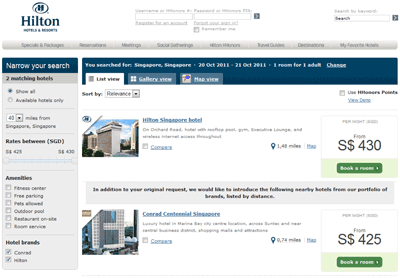 Hilton
HOTELS & RESORTS
Username or HHonors #: Password or HHonors PIN:
Register for an account Forgot your sign in?
Remember me
Search by keyword:
Search
Specials & Packages Reservations Meetings Social Gatherings Hilton HHonors Travel Guides Destinations My Favorite Hotels
Narrow your search
2 matching hotels
Show all
Available hotels only
40 miles from
Singapore, Singapore
Rates between (SGD)
S$ 425 S$ 430
Amenities
Fitness center
Free parking
Pets allowed
Outdoor pool
Restaurant on-site
Room service
Hotel brands
Conrad
Hilton
You searched for: Singapore, Singapore · 20 Oct 2011 - 21 Oct 2011 · 1 room for 1 adult Change
List view Gallery view Map view
Sort by: Relevance
Use HHonors Points
View Demo
Hilton Singapore hotel
On Orchard Road, hotel with rooftop pool, gym, Executive Lounge, and
wireless internet access throughout
Compare
1,48 miles Map
PER NIGHT (SGD)
From
S$ 430
Book a room
In addition to your original request, we would like to introduce the following nearby hotels from our portfolio of
brands, listed by distance.
Conrad Centennial Singapore
Luxury hotel in Marina Bay city centre location, across Suntec and near central
business district, shopping malls and attractions
Compare
0,74 miles Map
PER NIGHT (SGD)
From
S$ 425
Book a room